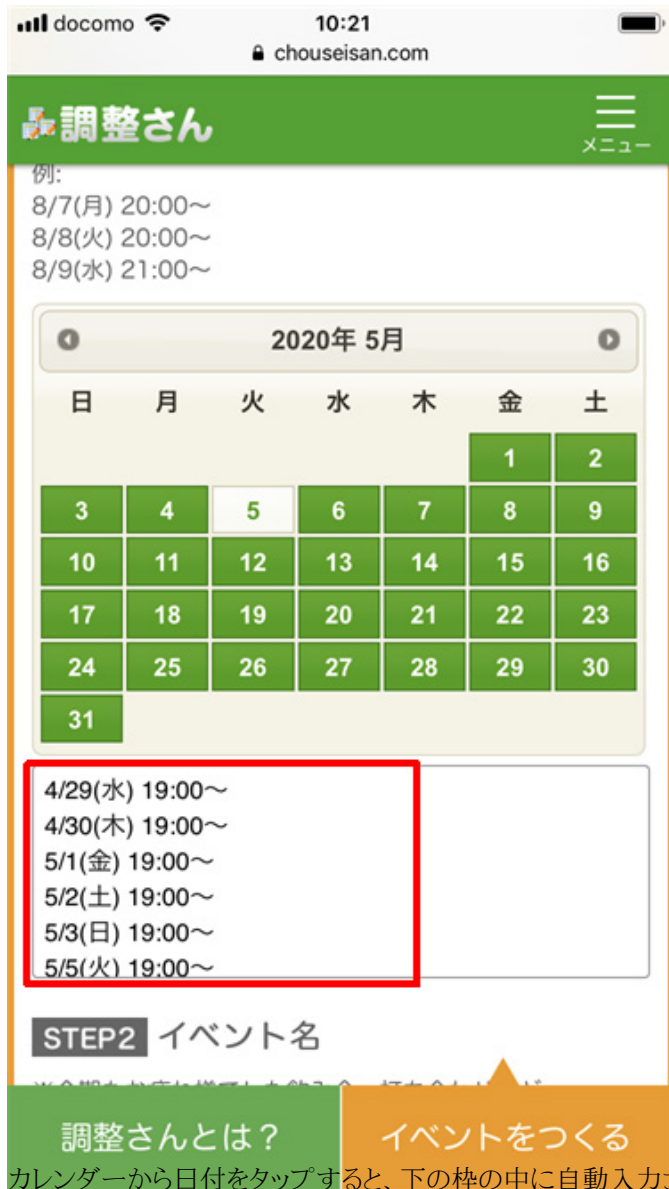 docomo 10:21
chouseisan.com
調整さん
メニュー
例:
8/7(月) 20:00～
8/8(火) 20:00～
8/9(水) 21:00～
2020年 5月
日 月 火 水 木 金 土
1 2
3 4 5 6 7 8 9
10 11 12 13 14 15 16
17 18 19 20 21 22 23
24 25 26 27 28 29 30
31
4/29(水) 19:00～
4/30(木) 19:00～
5/1(金) 19:00～
5/2(土) 19:00～
5/3(日) 19:00～
5/5(火) 19:00～
STEP2 イベント名
調整さんとは？ イベントをつくる
カレンダーから日付をタップすると、下の枠の中に自動入力、